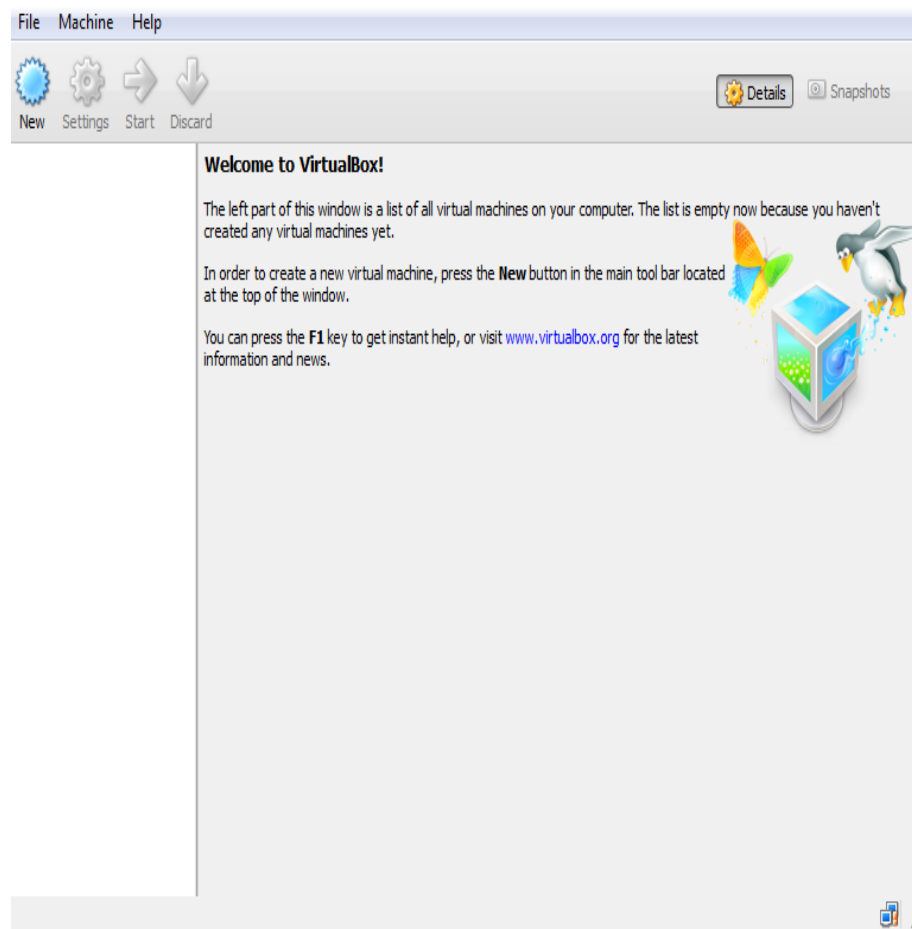 File Machine Help
New Settings Start Discard
Details Snapshots
Welcome to VirtualBox!
The left part of this window is a list of all virtual machines on your computer. The list is empty now because you haven't
created any virtual machines yet.
In order to create a new virtual machine, press the New button in the main tool bar located
at the top of the window.
You can press the F1 key to get instant help, or visit www.virtualbox.org for the latest
information and news.